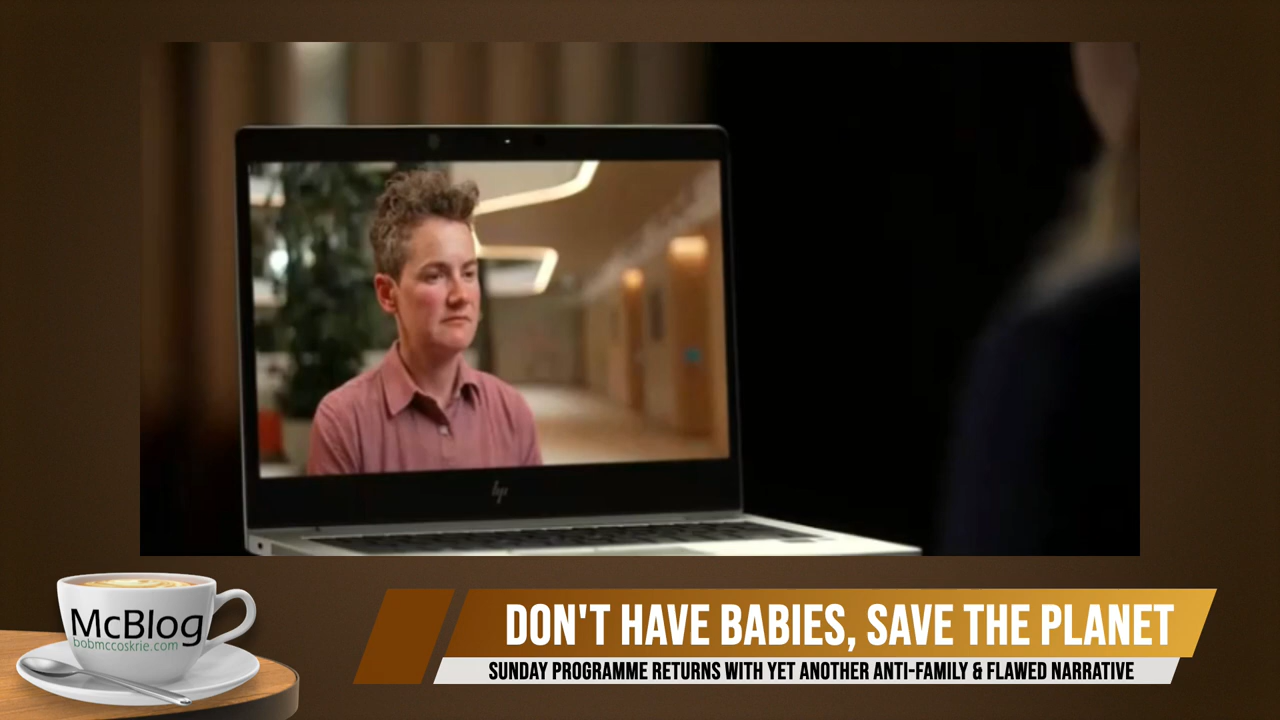 hp
McBlog
bobmccoskrie.com
DON'T HAVE BABIES, SAVE THE PLANET
SUNDAY PROGRAMME RETURNS WITH YET ANOTHER ANTI-FAMILY & FLAWED NARRATIVE